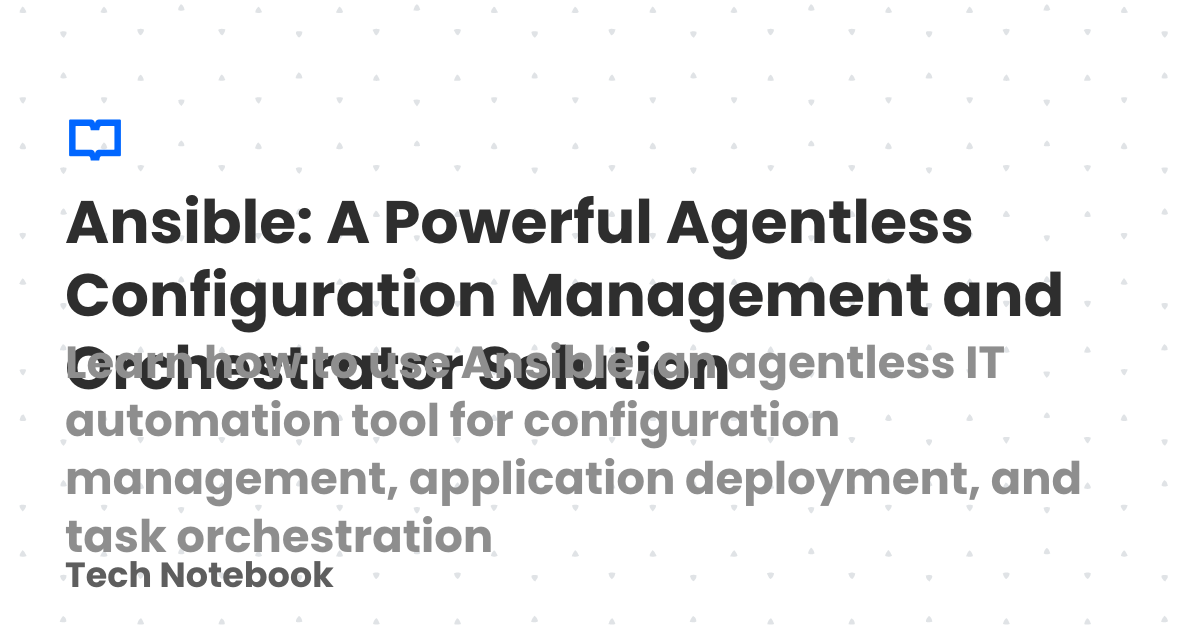 Ansible: A Powerful Agentless
Configuration Management and
Orchestrator Solution
Learn how to use Ansible, an agentless IT
automation tool for configuration
management, application deployment, and
task orchestration
Tech Notebook